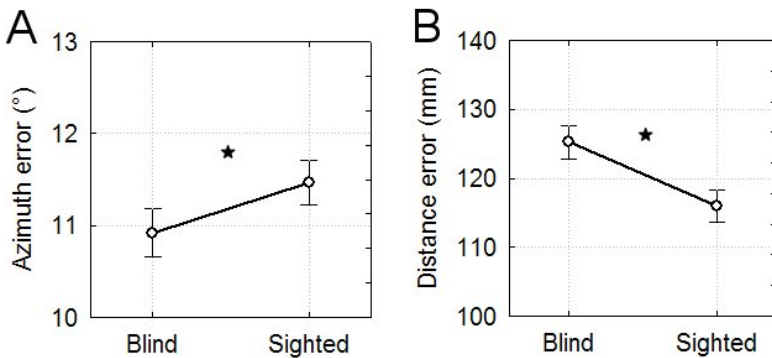 A
Azimuth error (°)
13
12
11
10
Blind Sighted
B
Distance error (mm)
140
130
120
110
100
Blind Sighted